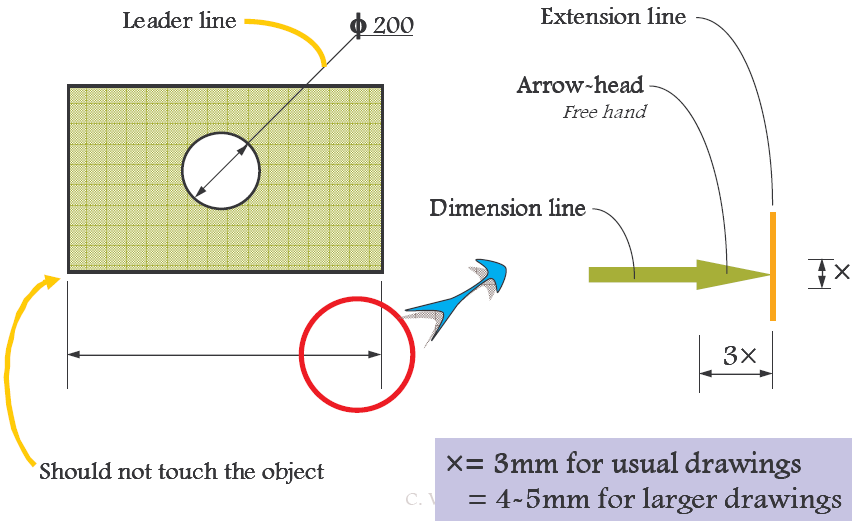 Leader line
ϕ 200
Extension line
Arrow-head
Free hand
Dimension line
×
3×
Should not touch the object
×= 3mm for usual drawings
= 4-5mm for larger drawings
C. V